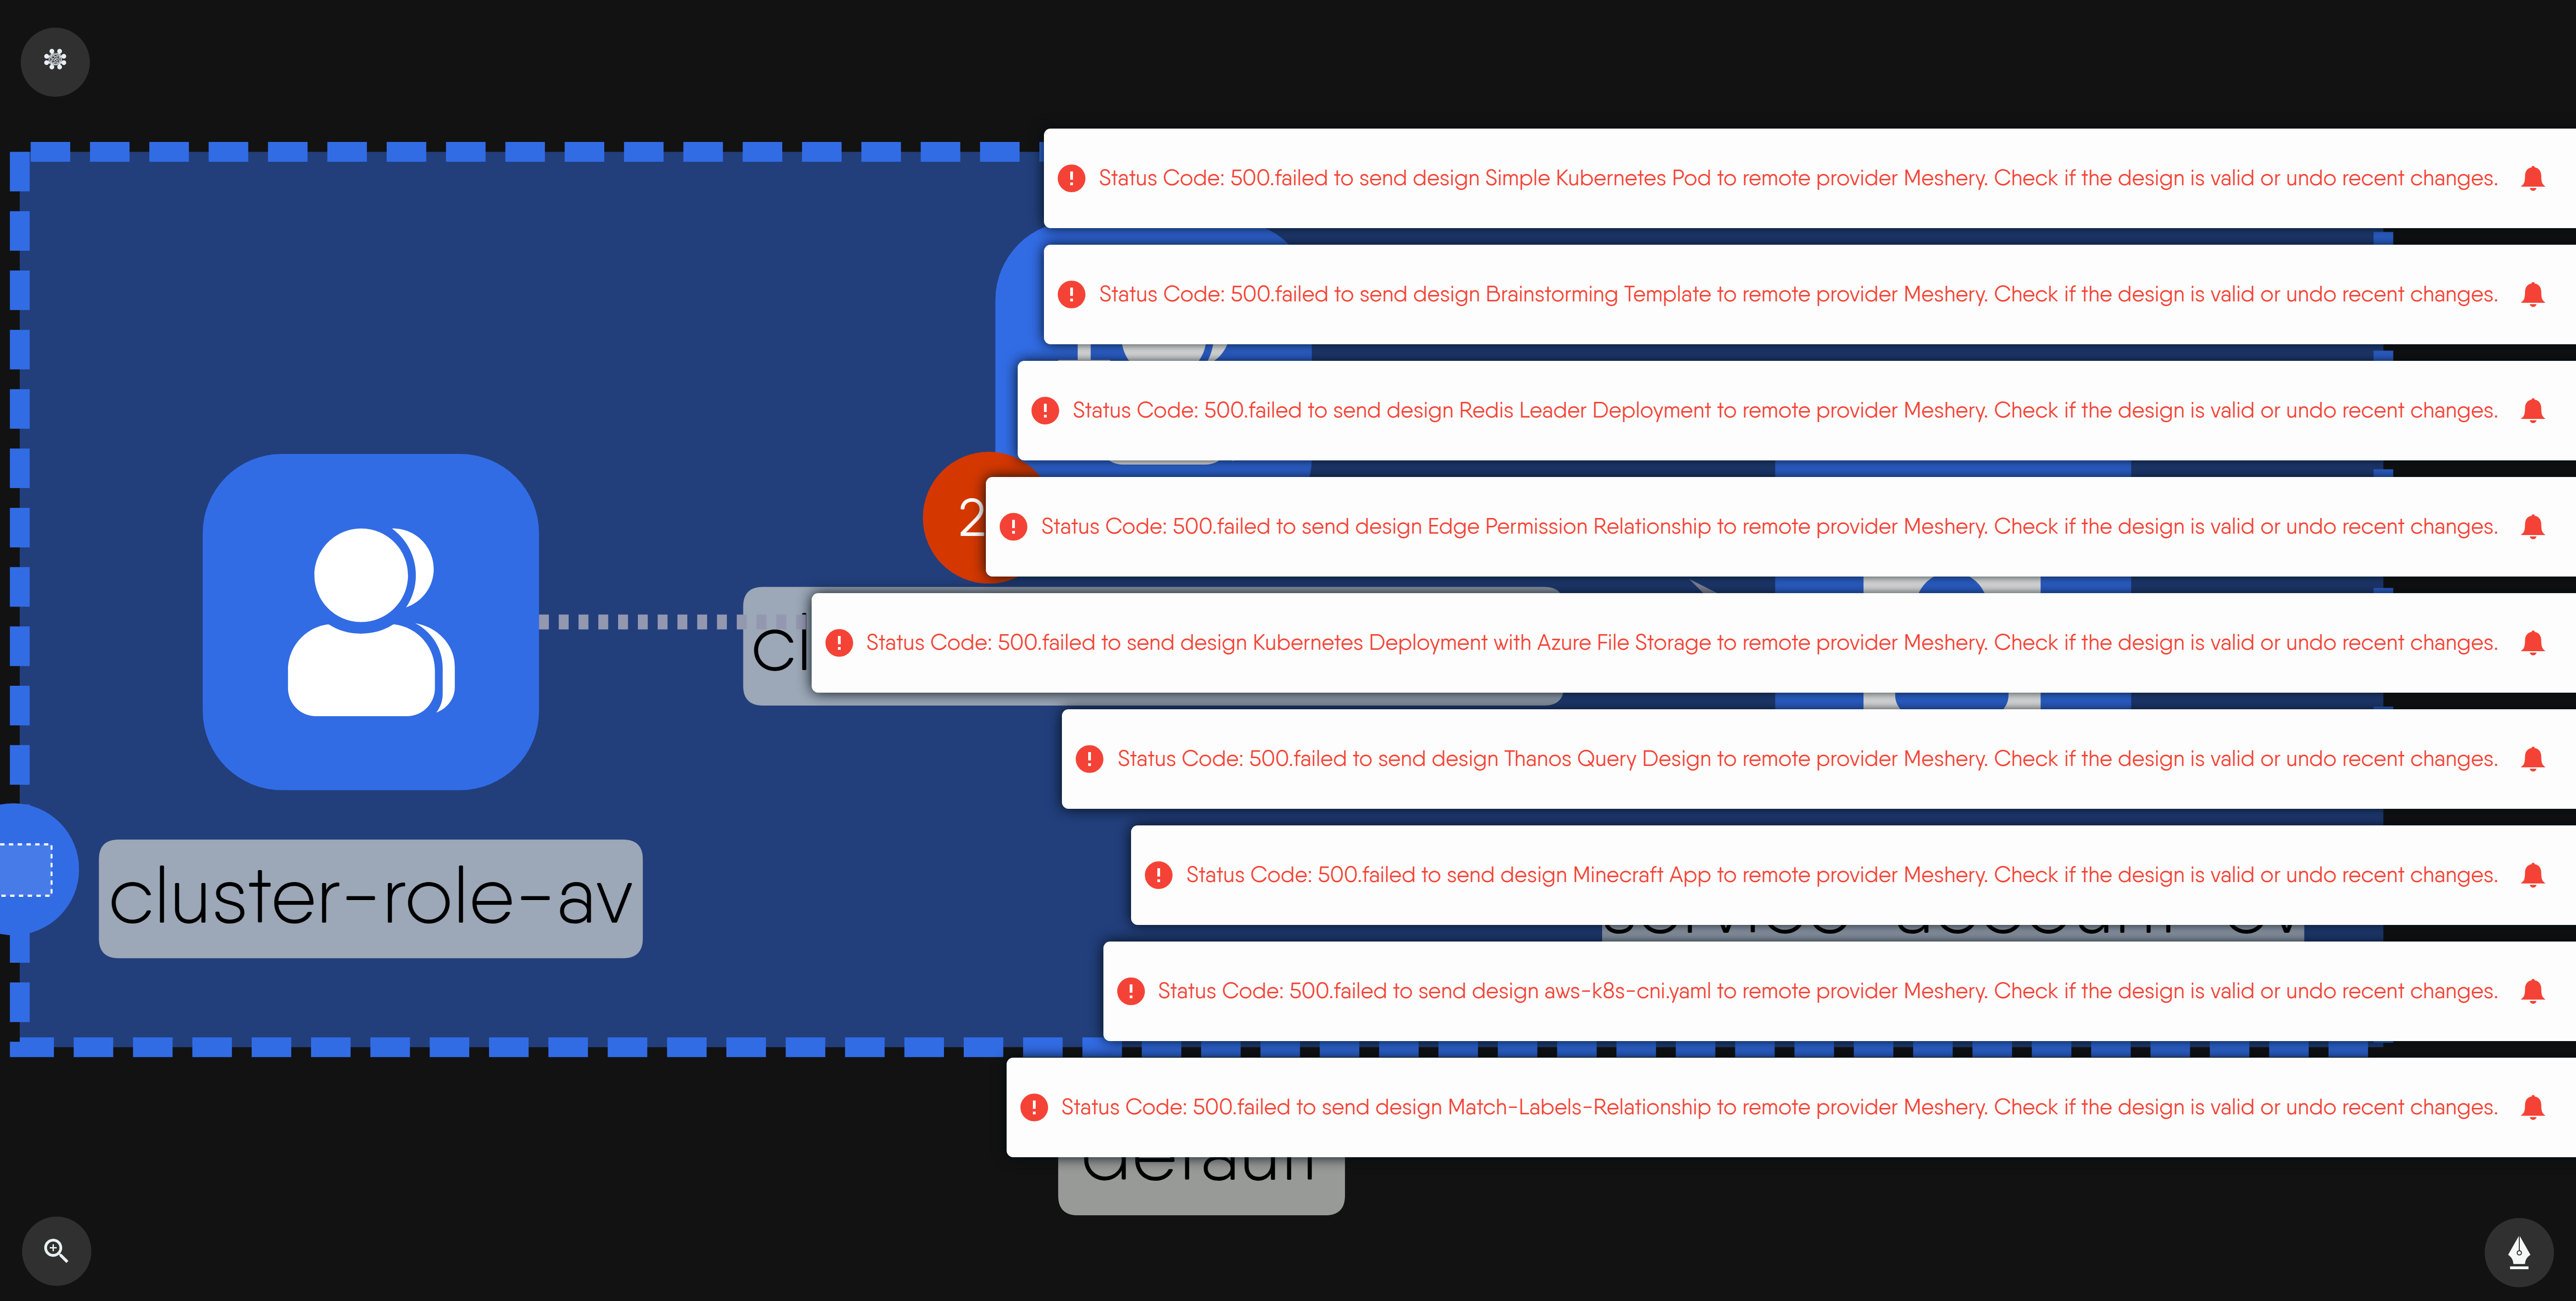 Status Code: 500.failed to send design Simple Kubernetes Pod to remote provider Meshery. Check if the design is valid or undo recent changes.
Status Code: 500.failed to send design Brainstorming Template to remote provider Meshery. Check if the design is valid or undo recent changes.
Status Code: 500.failed to send design Redis Leader Deployment to remote provider Meshery. Check if the design is valid or undo recent changes.
2
Status Code: 500.failed to send design Edge Permission Relationship to remote provider Meshery. Check if the design is valid or undo recent changes.
Status Code: 500.failed to send design Kubernetes Deployment with Azure File Storage to remote provider Meshery. Check if the design is valid or undo recent changes.
Status Code: 500.failed to send design Thanos Query Design to remote provider Meshery. Check if the design is valid or undo recent changes.
Status Code: 500.failed to send design Minecraft App to remote provider Meshery. Check if the design is valid or undo recent changes.
cluster-role-av
Status Code: 500.failed to send design aws-k8s-cni.yaml to remote provider Meshery. Check if the design is valid or undo recent changes.
Status Code: 500.failed to send design Match-Labels-Relationship to remote provider Meshery. Check if the design is valid or undo recent changes.
default